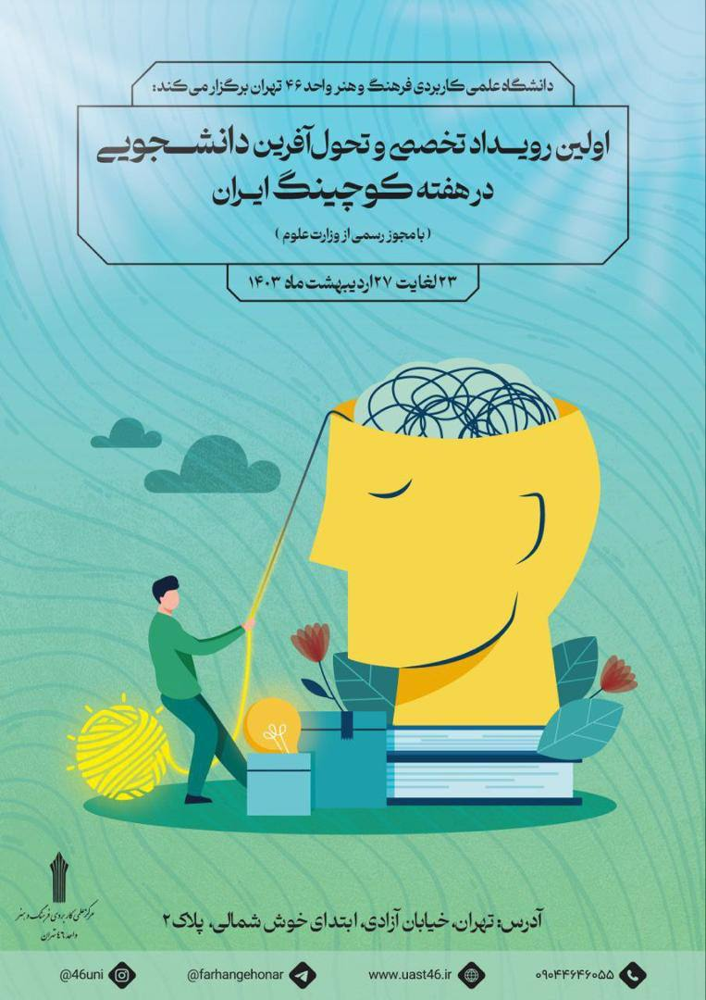 دانشگاه علمی کاربردی فرهنگ و هنر واحد ۴۶ تهران برگزار می‌کند:
اولین رویداد تخصصی و تحول‌آفرین دانشجویی
در هفته کوچینگ ایران
( با مجوز رسمی از وزارت علوم )
۲۳ لغایت ۲۷ اردیبهشت ماه ۱۴۰۳
آدرس: تهران، خیابان آزادی، ابتدای خوش شمالی، پلاک ۲
مرکز علمی کاربردی فرهنگ و هنر
واحد ٤٦ تهران
۰۹۰۴۴۶۴۶۰۵۵
www.uast46.ir
@farhangehonar
@46uni